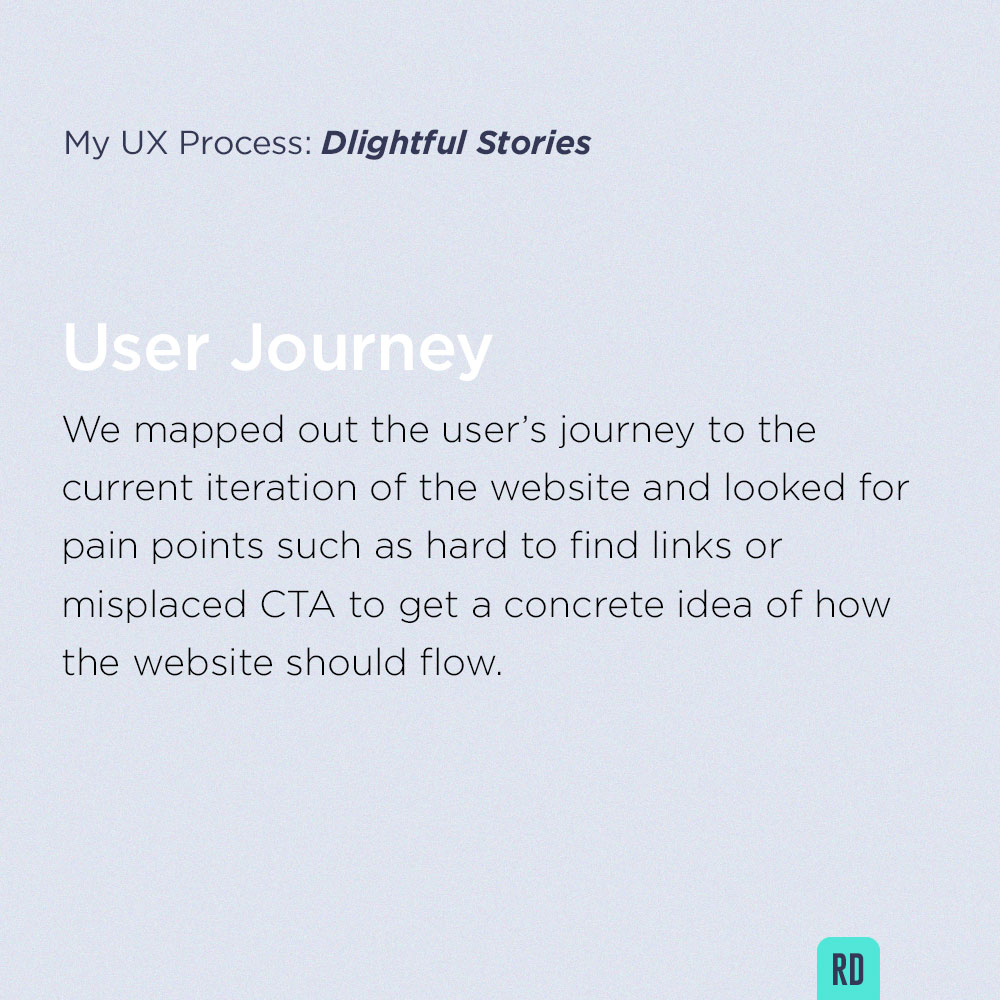 My UX Process: Dlightful Stories
User Journey
We mapped out the user’s journey to the
current iteration of the website and looked for
pain points such as hard to find links or
misplaced CTA to get a concrete idea of how
the website should flow.
RD